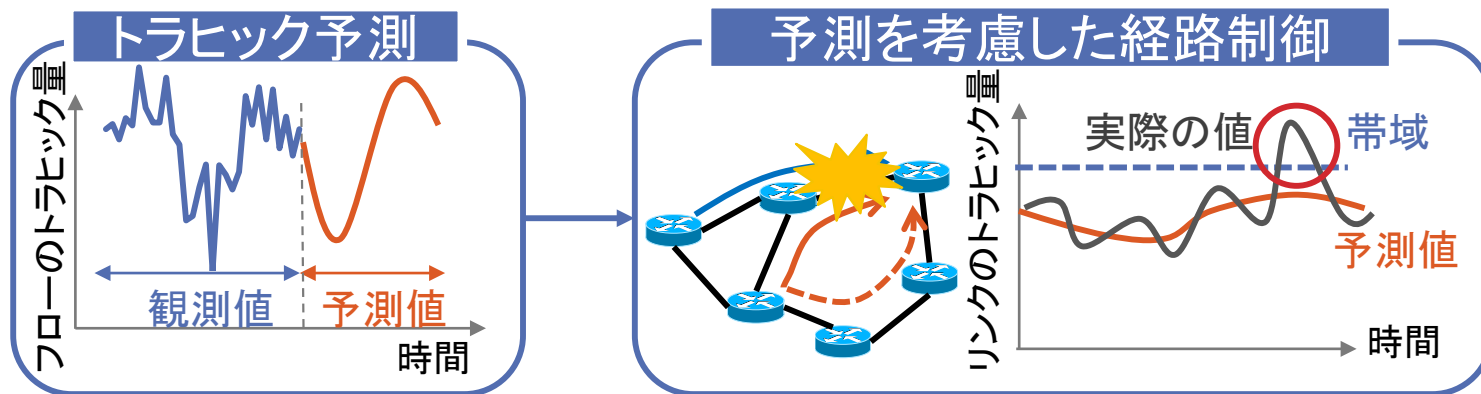 トラヒック予測
フローのトラヒック量
観測値
予測値
時間
予測を考慮した経路制御
リンクのトラヒック量
実際の値
帯域
予測値
時間